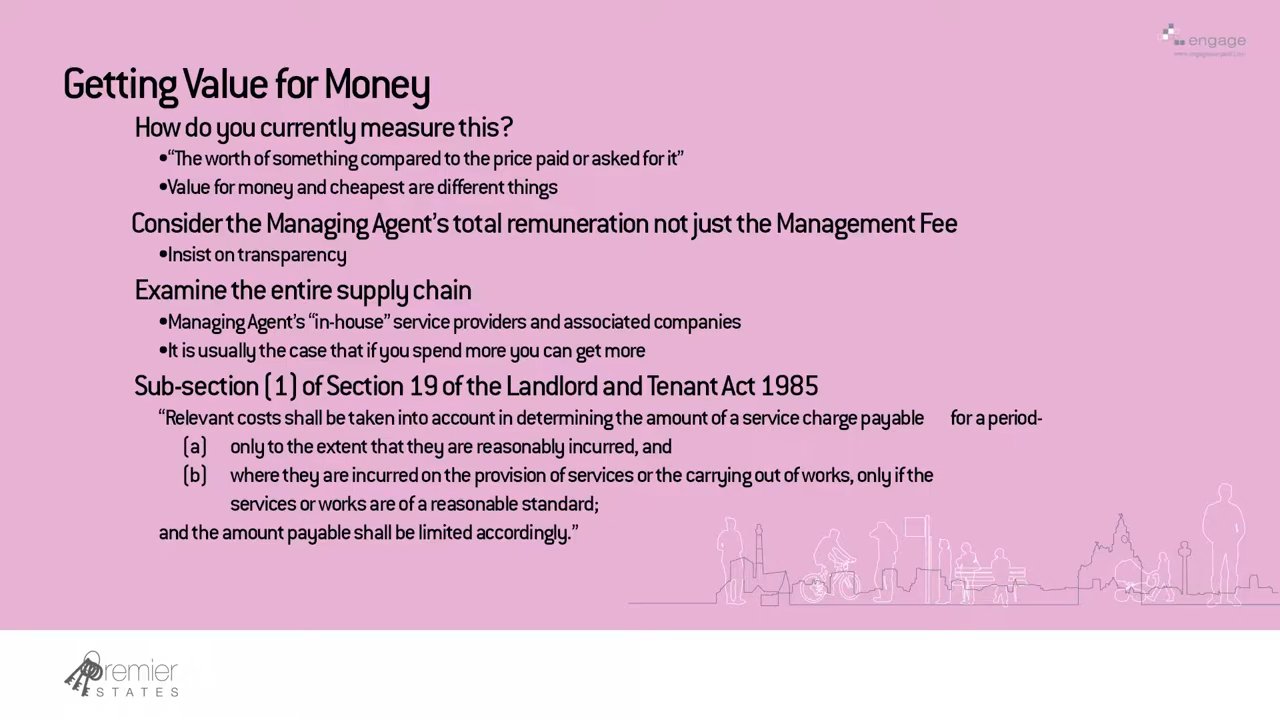 engage
Getting Value for Money
How do you currently measure this?
•“The worth of something compared to the price paid or asked for it”
•Value for money and cheapest are different things
Consider the Managing Agent’s total remuneration not just the Management Fee
•Insist on transparency
Examine the entire supply chain
•Managing Agent’s “in-house” service providers and associated companies
•It is usually the case that if you spend more you can get more
Sub-section (1) of Section 19 of the Landlord and Tenant Act 1985
“Relevant costs shall be taken into account in determining the amount of a service charge payable for a period-
(a) only to the extent that they are reasonably incurred, and
(b) where they are incurred on the provision of services or the carrying out of works, only if the
services or works are of a reasonable standard;
and the amount payable shall be limited accordingly.”
Premier
ESTATES